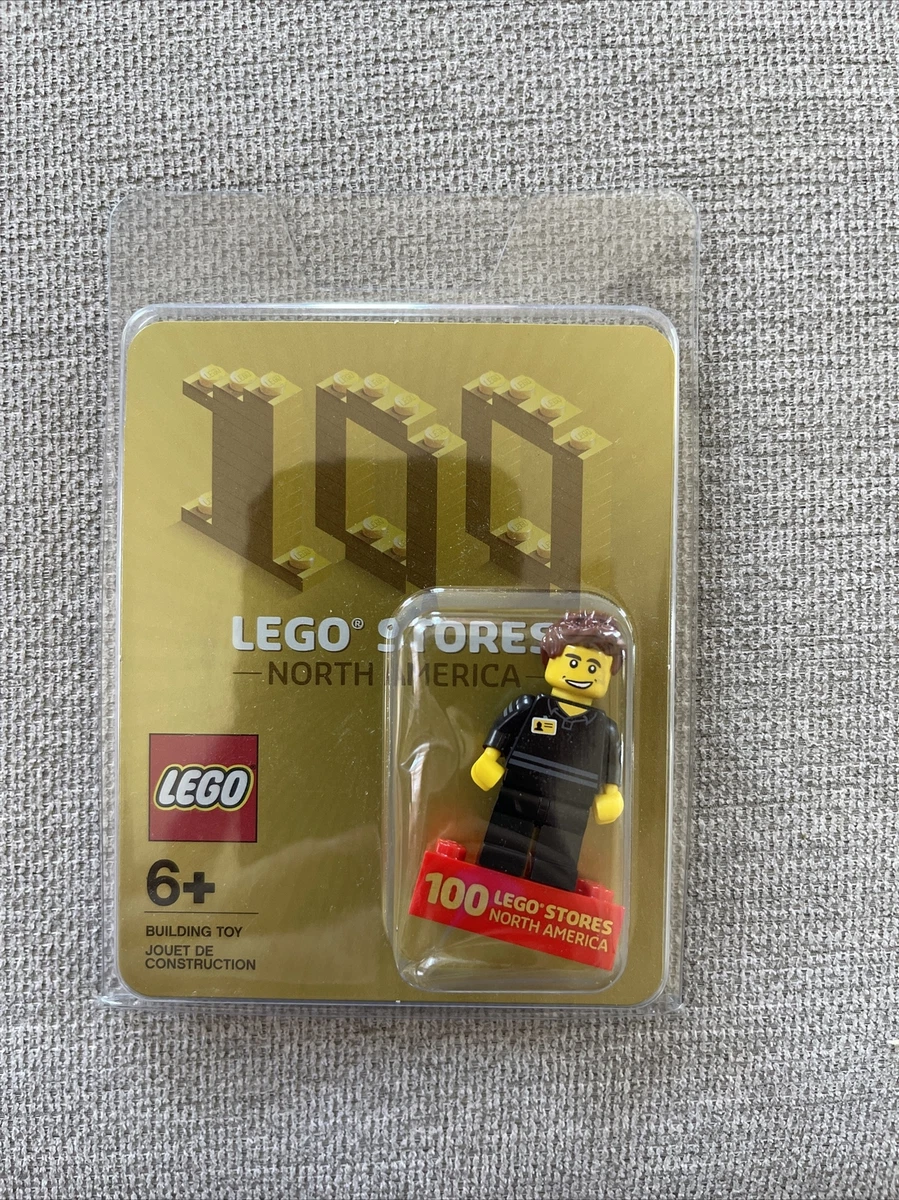 100
LEGO® STORES
NORTH AMERICA
LEGO
6+
BUILDING TOY
JOUET DE
CONSTRUCTION
100 LEGO® STORES
NORTH AMERICA